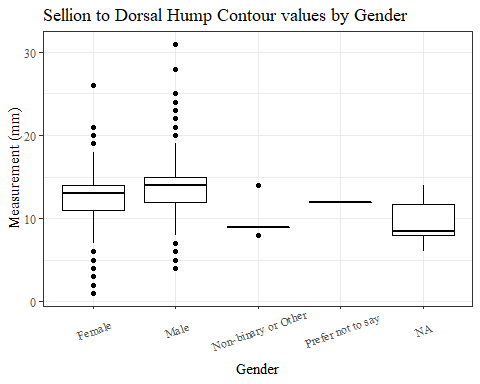 Sellion to Dorsal Hump Contour values by Gender
Measurement (mm)
30
20
10
0
Female
Male
Non-binary or Other
Prefer not to say
NA
Gender